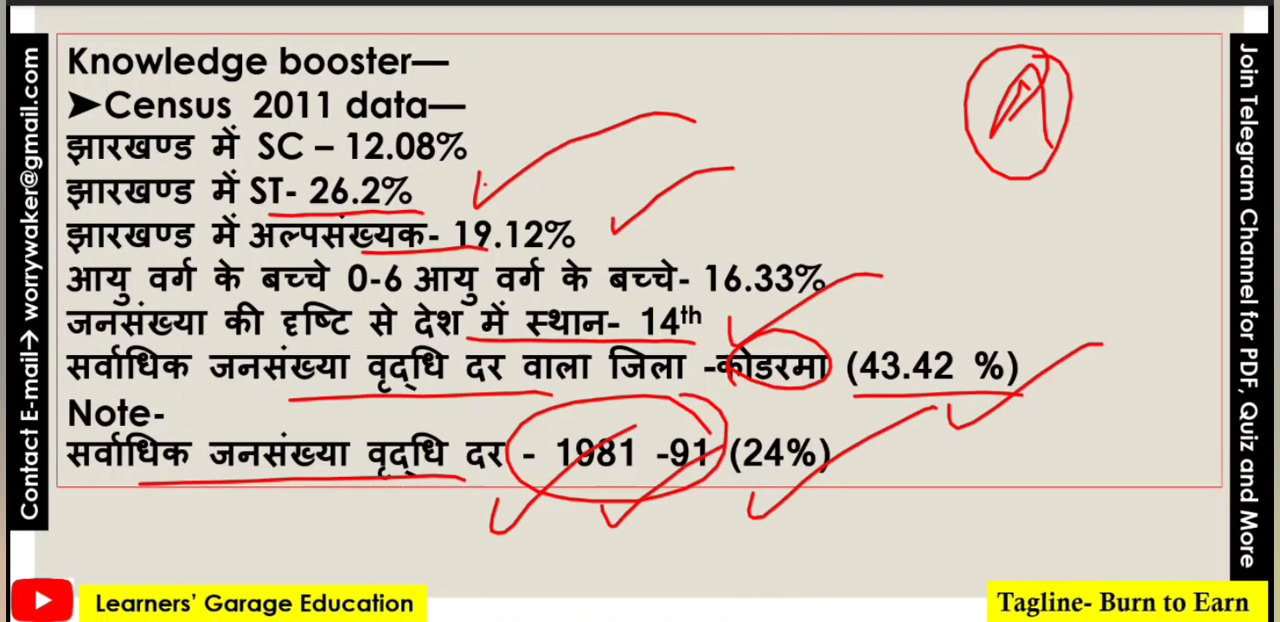 Knowledge booster—
➤Census 2011 data—
झारखण्ड में SC – 12.08%
झारखण्ड में ST- 26.2%
झारखण्ड में अल्पसंख्यक- 19.12%
आयु वर्ग के बच्चे 0-6 आयु वर्ग के बच्चे- 16.33%
जनसंख्या की दृष्टि से देश में स्थान- 14th
सर्वाधिक जनसंख्या वृद्धि दर वाला जिला -कोडरमा (43.42 %)
Note-
सर्वाधिक जनसंख्या वृद्धि दर - 1981 -91 (24%)
A
Contact E-mail→ worrywaker@gmail.com
Join Telegram Channel for PDF, Quiz and More
Learners' Garage Education
Tagline- Burn to Earn